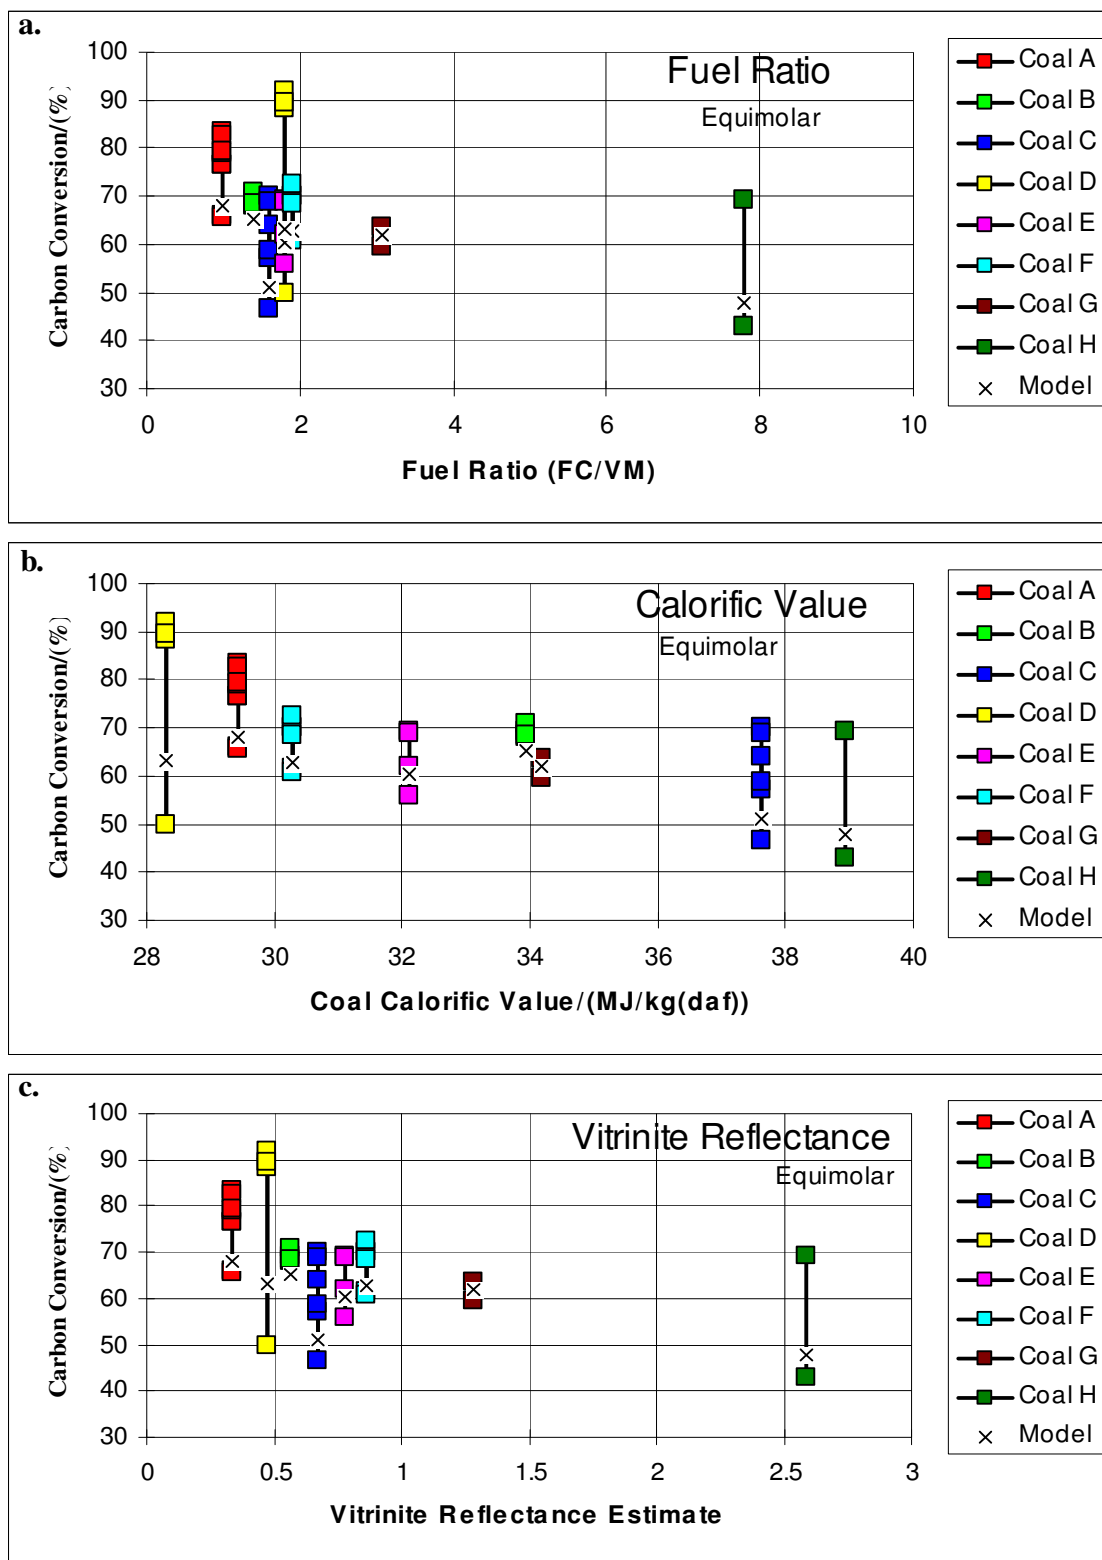 a.
Fuel Ratio
Equimolar
Carbon Conversion/(%)
100
90
80
70
60
50
40
30
0 2 4 6 8 10
Fuel Ratio (FC/VM)
Coal A
Coal B
Coal C
Coal D
Coal E
Coal F
Coal G
Coal H
Model
b.
Calorific Value
Equimolar
Carbon Conversion/(%)
100
90
80
70
60
50
40
30
28 30 32 34 36 38 40
Coal Calorific Value/(MJ/kg(daf))
Coal A
Coal B
Coal C
Coal D
Coal E
Coal F
Coal G
Coal H
Model
c.
Vitrinite Reflectance
Equimolar
Carbon Conversion/(%)
100
90
80
70
60
50
40
30
0 0.5 1 1.5 2 2.5 3
Vitrinite Reflectance Estimate
Coal A
Coal B
Coal C
Coal D
Coal E
Coal F
Coal G
Coal H
Model